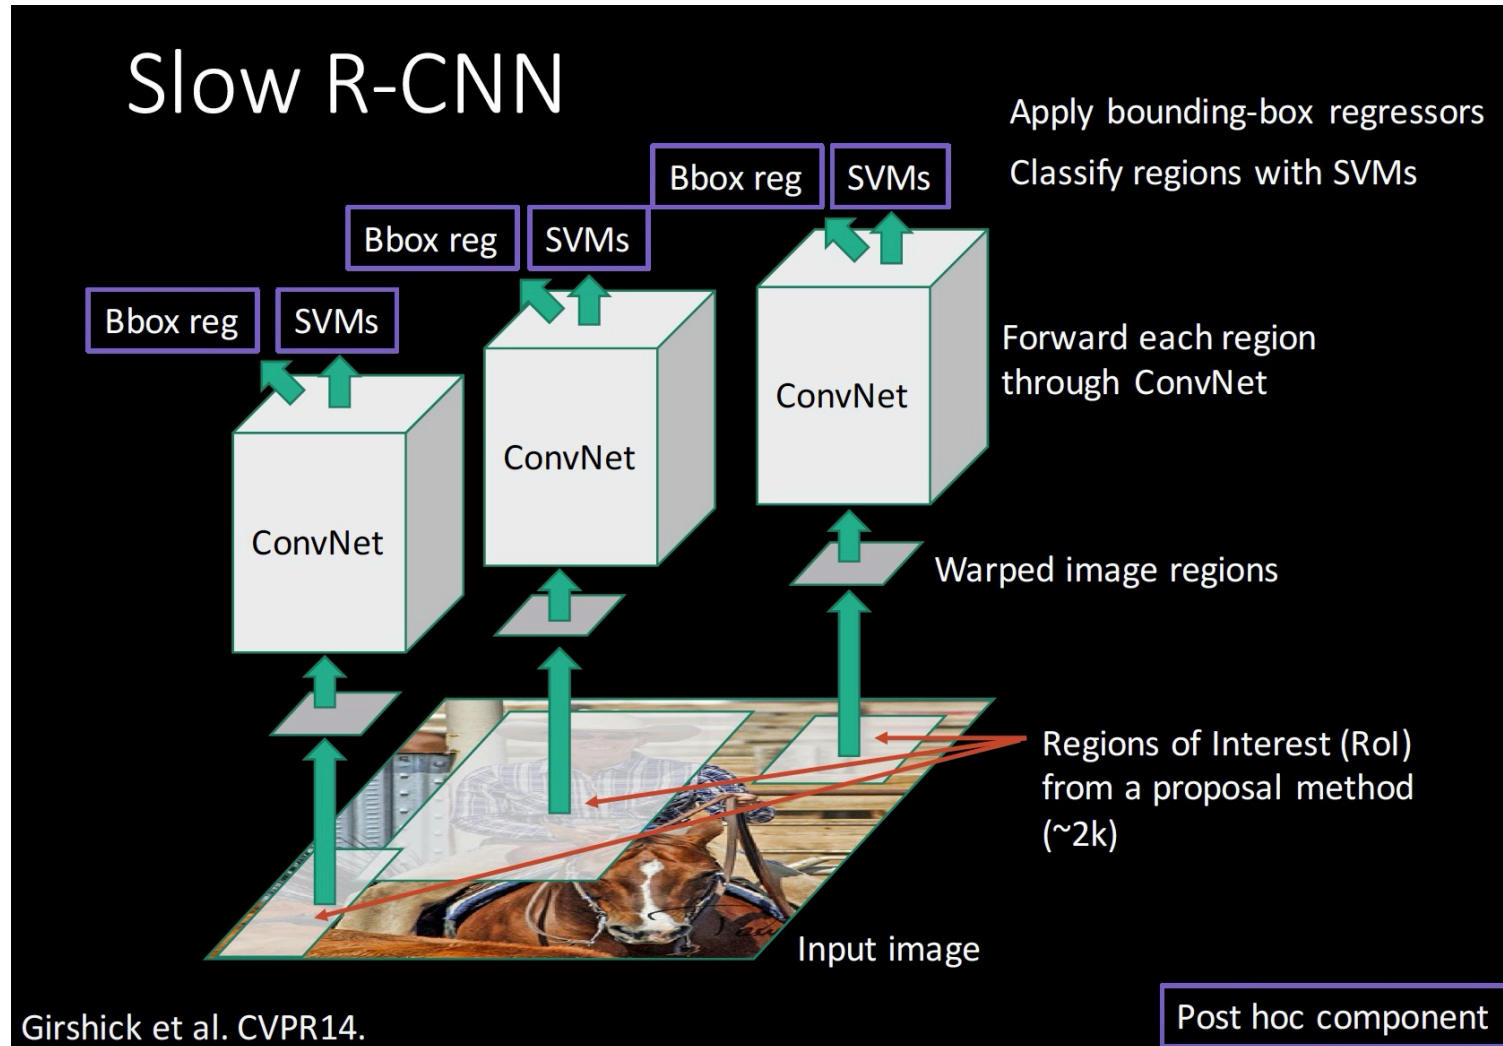 Slow R-CNN
Apply bounding-box regressors
Classify regions with SVMs
Bbox reg
SVMs
Bbox reg
SVMs
Bbox reg
SVMs
Forward each region
through ConvNet
ConvNet
ConvNet
ConvNet
Warped image regions
Regions of Interest (RoI)
from a proposal method
(~2k)
Input image
Girshick et al. CVPR14.
Post hoc component